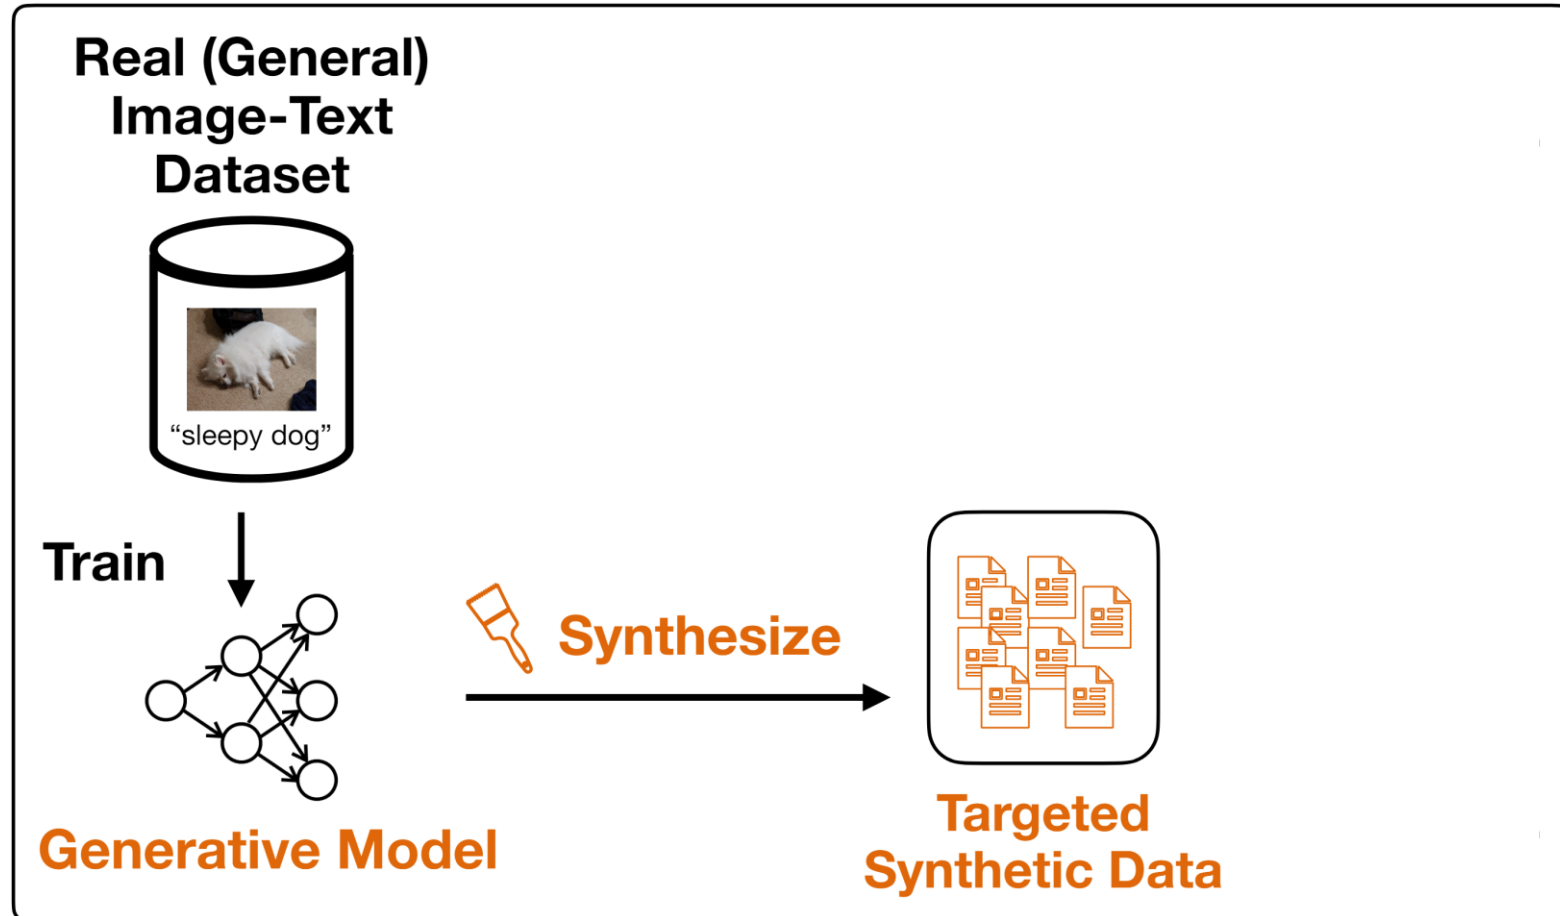 Real (General)
Image-Text
Dataset
“sleepy dog”
Train
Synthesize
Generative Model
Targeted
Synthetic Data